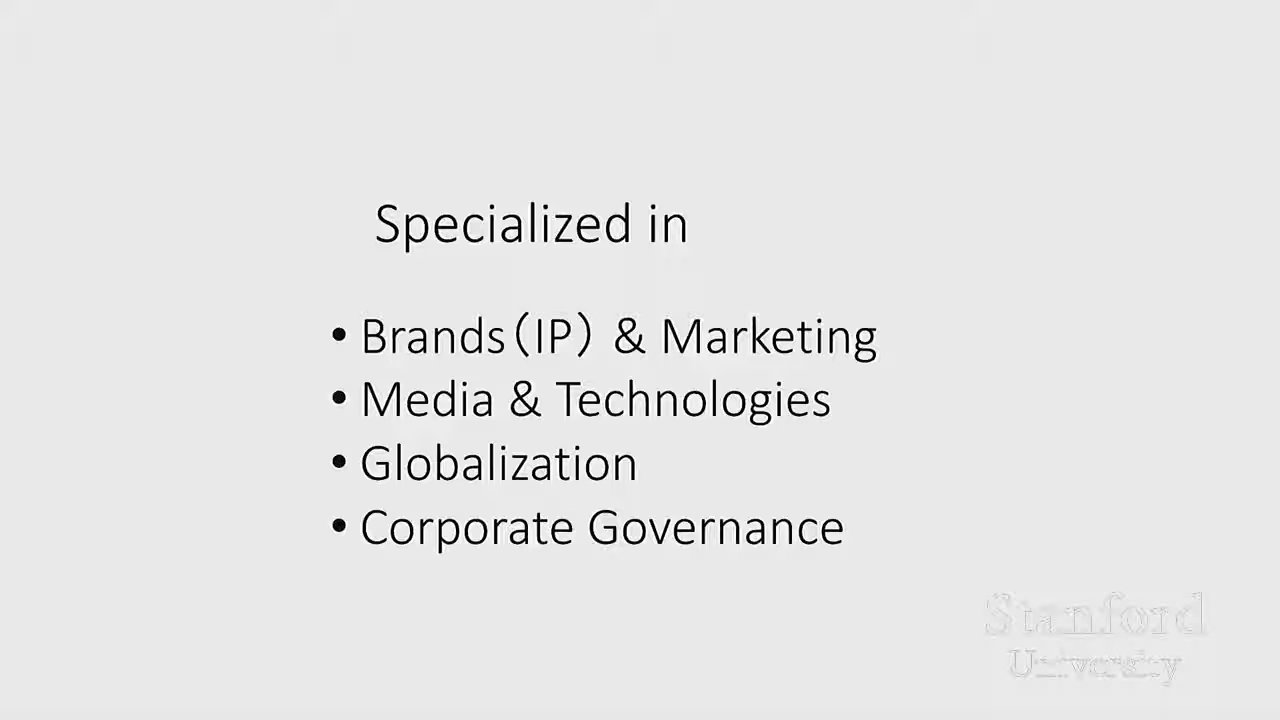 Specialized in
• Brands（IP） & Marketing
• Media & Technologies
• Globalization
• Corporate Governance
Stanford
University